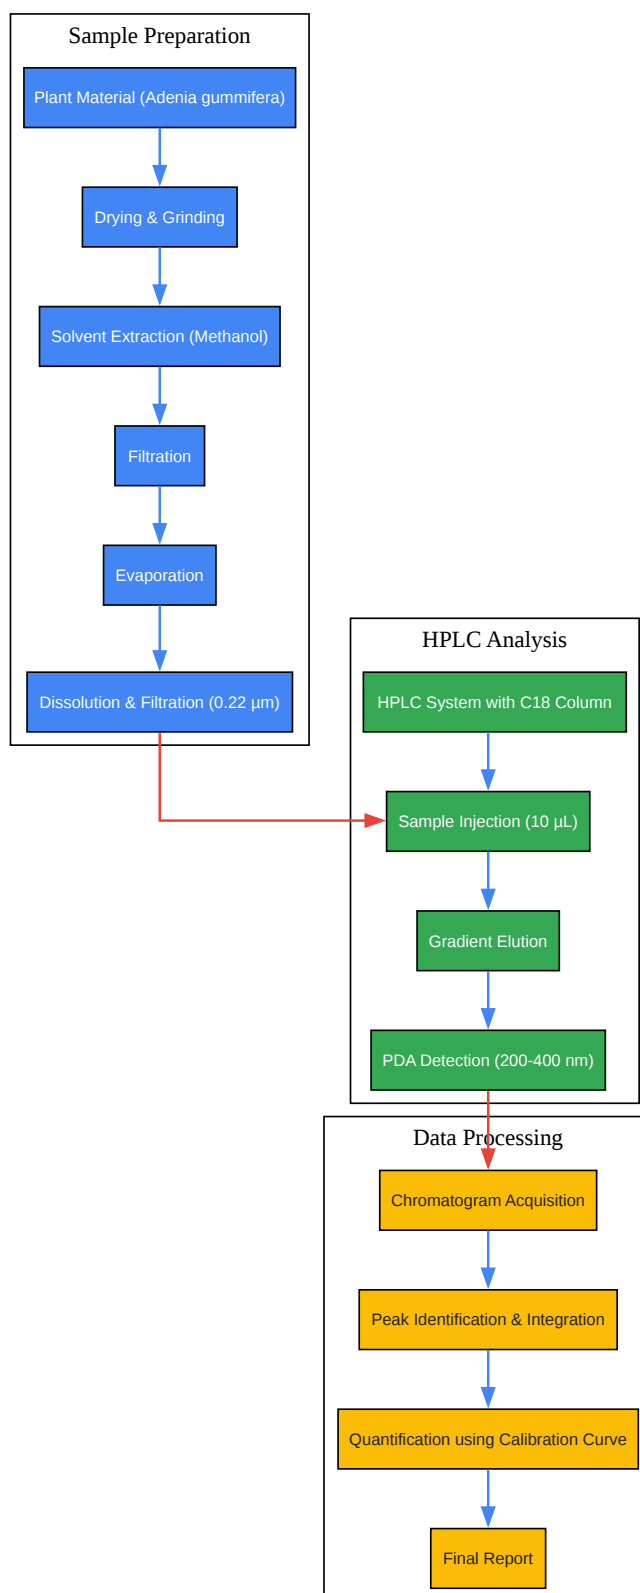 Sample Preparation
Plant Material (Adenia gummifera)
Drying & Grinding
Solvent Extraction (Methanol)
Filtration
Evaporation
Dissolution & Filtration (0.22 µm)
HPLC Analysis
HPLC System with C18 Column
Sample Injection (10 µL)
Gradient Elution
PDA Detection (200-400 nm)
Data Processing
Chromatogram Acquisition
Peak Identification & Integration
Quantification using Calibration Curve
Final Report